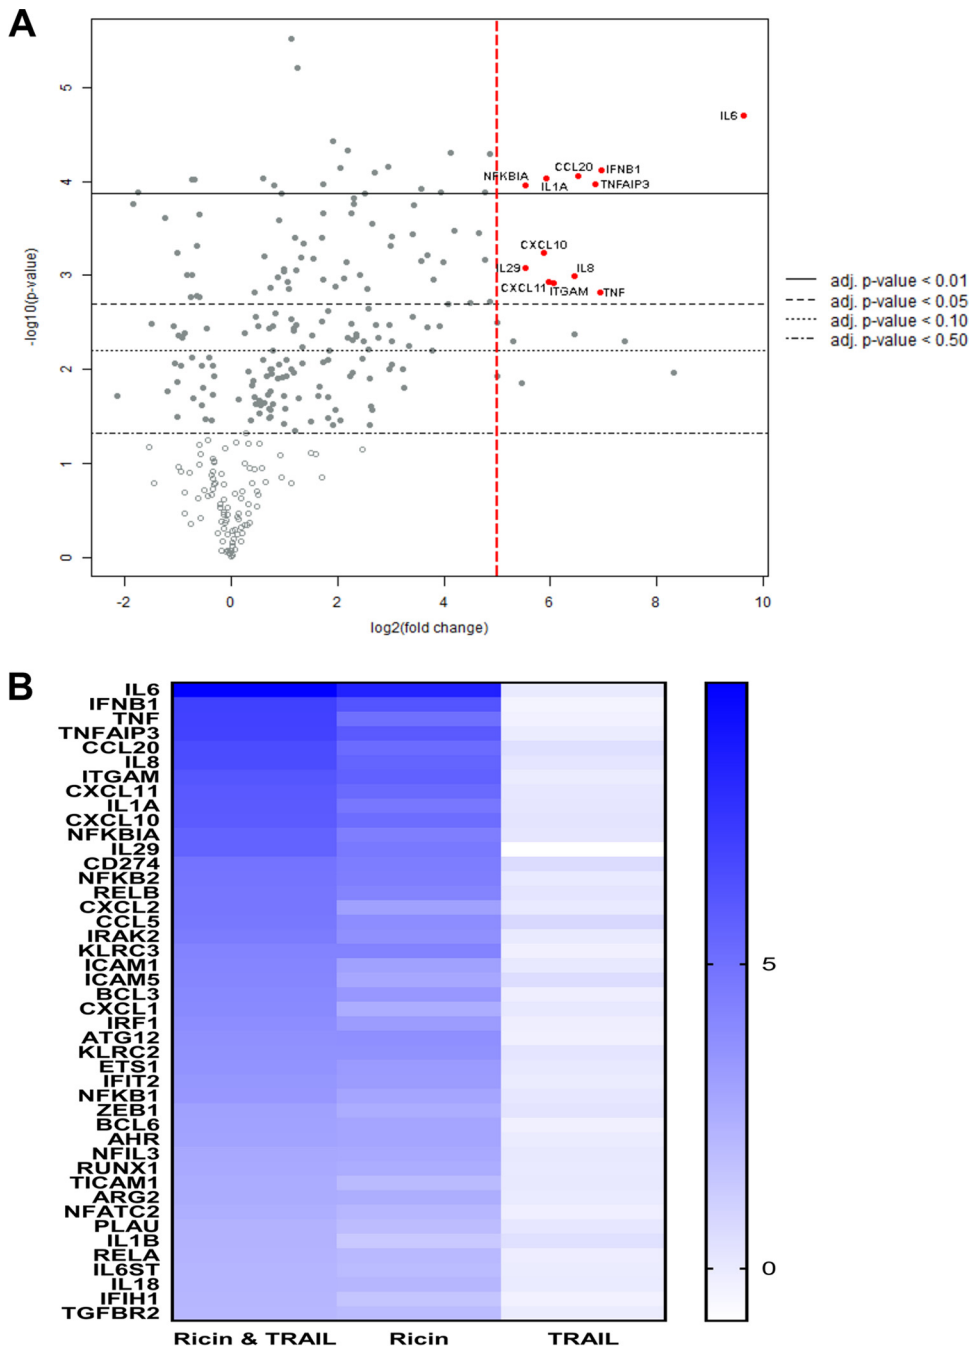 A
5
4
3
2
1
0
-log10(p-value)
IL6
CCL20
IFNB1
NFKBIA
IL1A
TNFAIP3
CXCL10
IL29
IL8
CXCL11
ITGAM
TNF
-2
0
2
4
6
8
10
log2(fold change)
adj. p-value < 0.01
adj. p-value < 0.05
adj. p-value < 0.10
adj. p-value < 0.50
B
IL6
IFNB1
TNF
TNFAIP3
CCL20
IL8
ITGAM
CXCL11
IL1A
CXCL10
NFKBIA
IL29
CD274
NFKB2
RELB
CXCL2
CCL5
IRAK2
KLRC3
ICAM1
ICAM5
BCL3
CXCL1
IRF1
ATG12
KLRC2
ETS1
IFIT2
NFKB1
ZEB1
BCL6
AHR
NFIL3
RUNX1
TICAM1
ARG2
NFATC2
PLAU
IL1B
RELA
IL6ST
IL18
IFIH1
TGFBR2
Ricin & TRAIL
Ricin
TRAIL
5
0